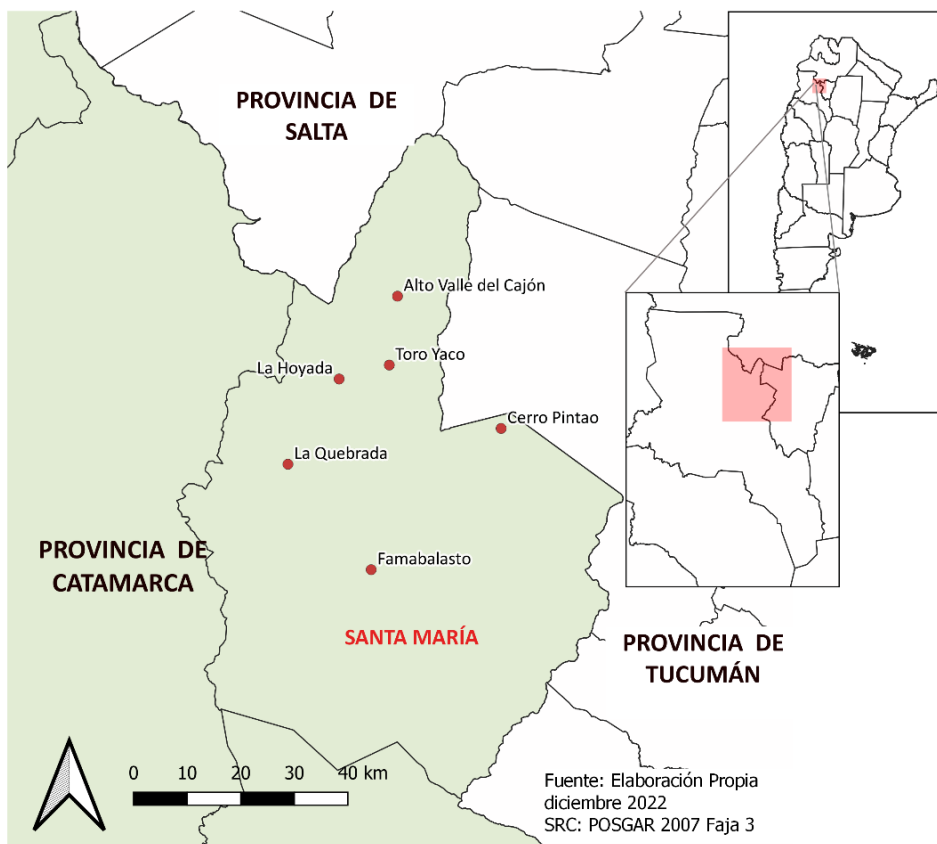 PROVINCIA DE
SALTA
Alto Valle del Cajón
Toro Yaco
La Hoyada
Cerro Pintao
La Quebrada
PROVINCIA DE
CATAMARCA
Famabalasto
SANTA MARÍA
PROVINCIA DE
TUCUMÁN
0 10 20 30 40 km
Fuente: Elaboración Propia
diciembre 2022
SRC: POSGAR 2007 Faja 3